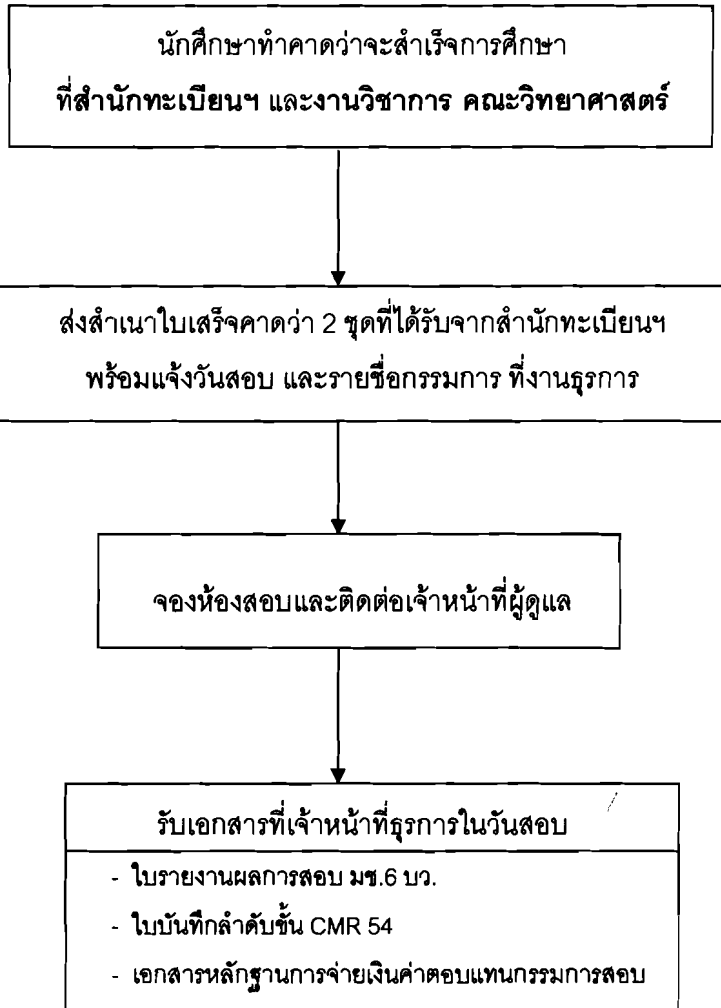 นักศึกษาทำคาดว่าจะสำเร็จการศึกษา
ที่สำนักทะเบียนฯ และงานวิชาการ คณะวิทยาศาสตร์
ส่งสำเนาใบเสร็จคาดว่า 2 ชุดที่ได้รับจากสำนักทะเบียนฯ
พร้อมแจ้งวันสอบ และรายชื่อกรรมการ ที่งานธุรการ
จองห้องสอบและติดต่อเจ้าหน้าที่ผู้ดูแล
รับเอกสารที่เจ้าหน้าที่ธุรการในวันสอบ
- ใบรายงานผลการสอบ มช.6 บว.
- ใบบันทึกลำดับขั้น CMR 54
- เอกสารหลักฐานการจ่ายเงินค่าตอบแทนกรรมการสอบ